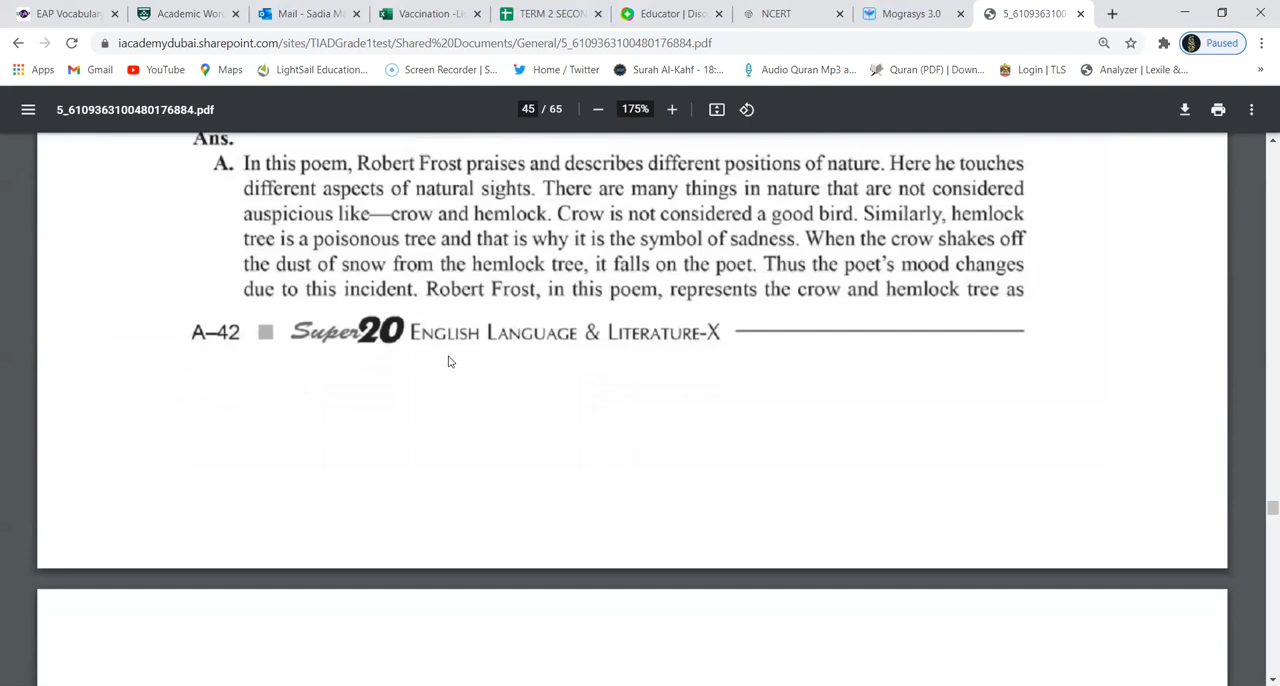 EAP Vocabulary
Academic Wor
Mail - Sadia Ma
Vaccination -Li
TERM 2 SECON
Educator | Disc
NCERT
Mograsys 3.0
5_6109363100
iacademydubai.sharepoint.com/sites/TIADGrade1test/Shared%20Documents/General/5_6109363100480176884.pdf
Paused
Apps
Gmail
YouTube
Maps
LightSail Education...
Screen Recorder | S...
Home / Twitter
Surah Al-Kahf - 18:...
Audio Quran Mp3 a...
Quran (PDF) | Down...
Login | TLS
Analyzer | Lexile &...
»
5_6109363100480176884.pdf
45 / 65
175%
Ans.
A. In this poem, Robert Frost praises and describes different positions of nature. Here he touches
different aspects of natural sights. There are many things in nature that are not considered
auspicious like—crow and hemlock. Crow is not considered a good bird. Similarly, hemlock
tree is a poisonous tree and that is why it is the symbol of sadness. When the crow shakes off
the dust of snow from the hemlock tree, it falls on the poet. Thus the poet's mood changes
due to this incident. Robert Frost, in this poem, represents the crow and hemlock tree as
A–42 ■ Super20 ENGLISH LANGUAGE & LITERATURE-X